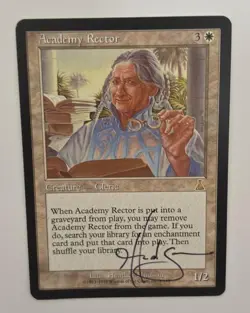 Academy Rector 3
Creature — Cleric
When Academy Rector is put into a
graveyard from play, you may remove
Academy Rector from the game. If you
do, search your library for an enchantment
card and put that card into play. Then
shuffle your library.
1/2